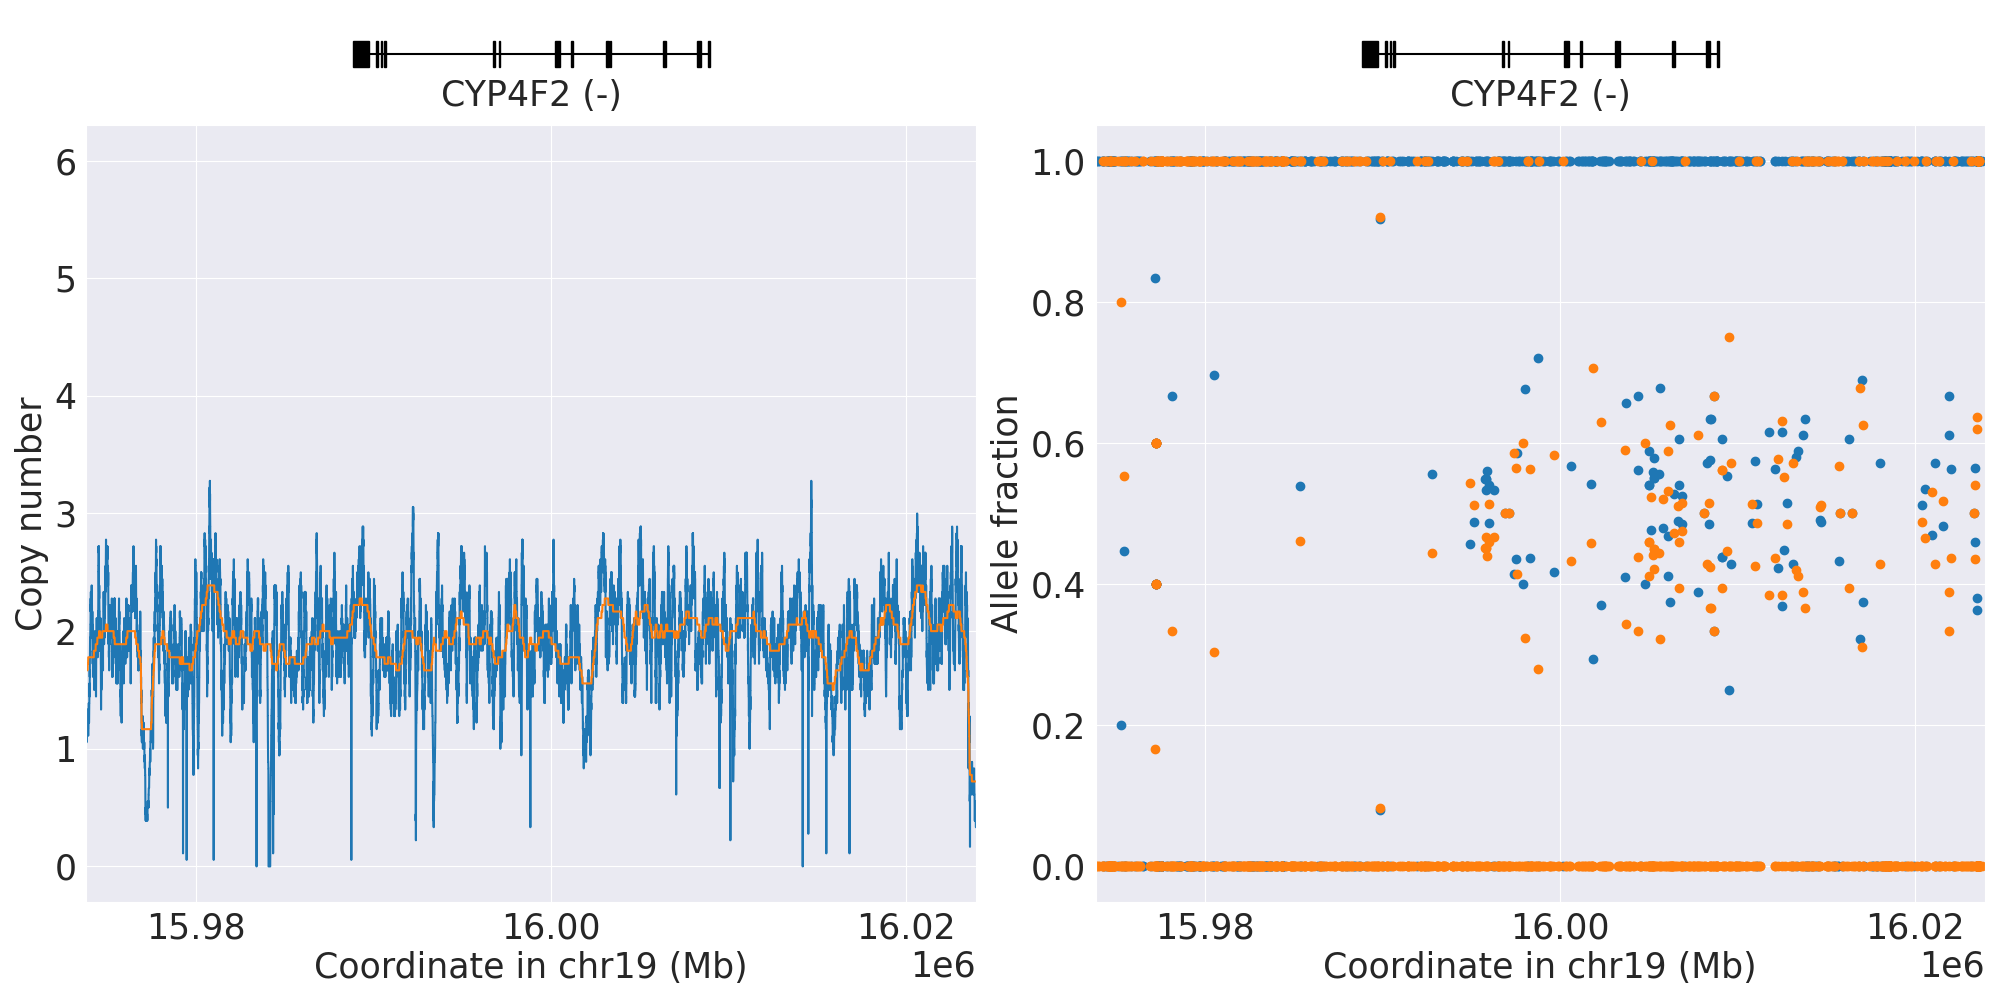 CYP4F2 (-)
6
5
4
3
2
1
0
Copy number
15.98
16.00
16.02
Coordinate in chr19 (Mb)
1e6
CYP4F2 (-)
1.0
0.8
0.6
0.4
0.2
0.0
Allele fraction
15.98
16.00
16.02
Coordinate in chr19 (Mb)
1e6